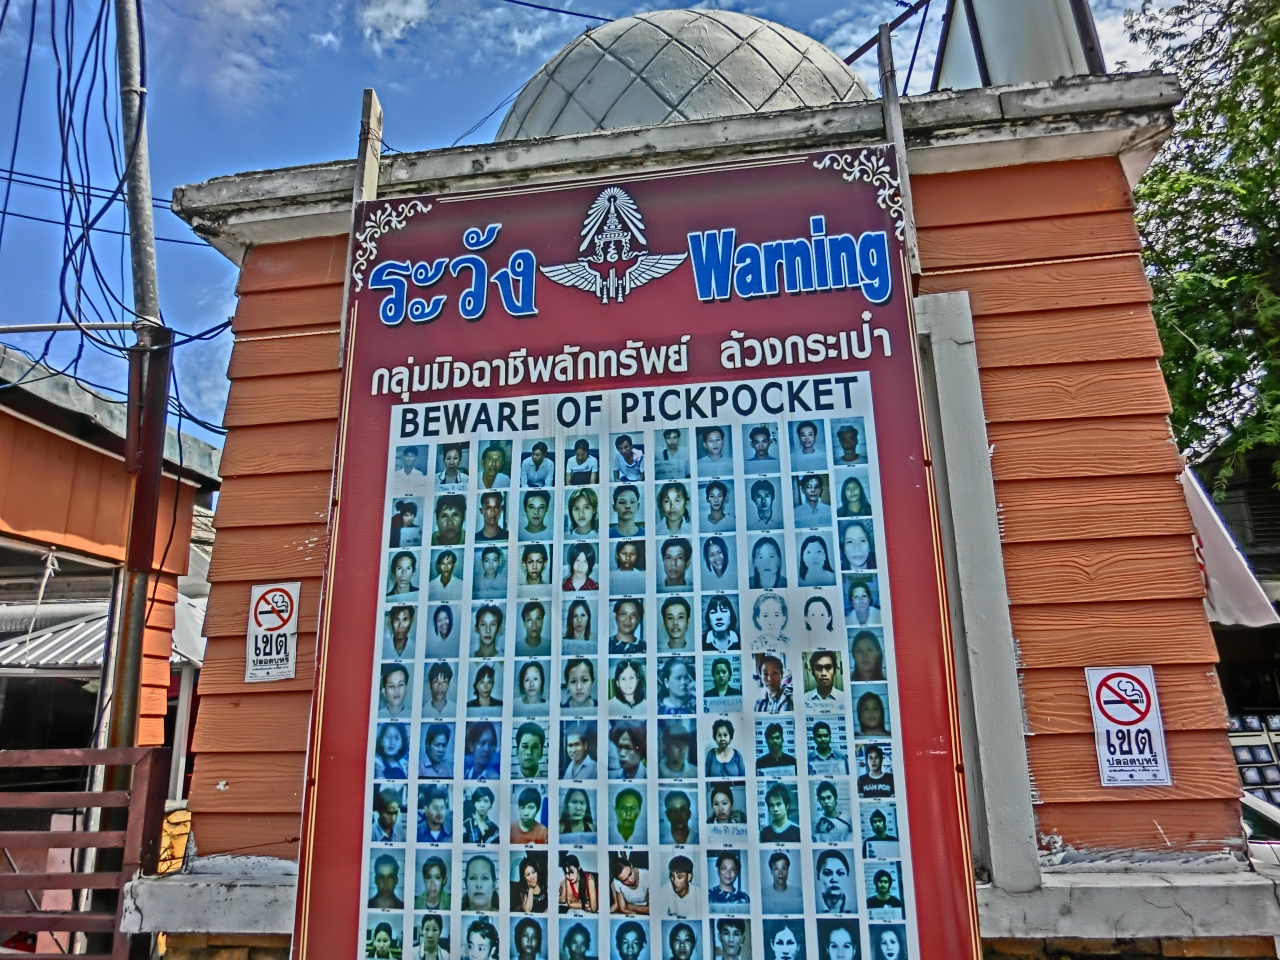 ระวัง Warning
กลุ่มมิจฉาชีพลักทรัพย์ ล้วงกระเป๋า
BEWARE OF PICKPOCKET
เขต
ปลอดบุหรี่
เขต
ปลอดบุหรี่